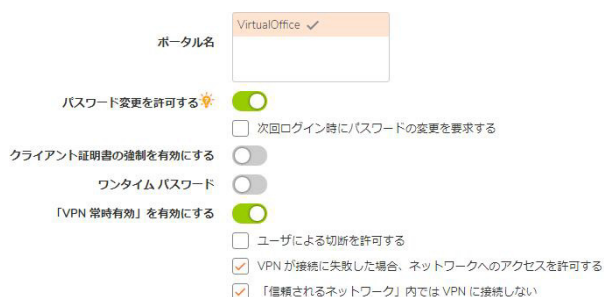 ポータル名
VirtualOffice
パスワード変更を許可する
次回ログイン時にパスワードの変更を要求する
クライアント証明書の強制を有効にする
ワンタイム パスワード
「VPN 常時有効」を有効にする
ユーザによる切断を許可する
VPN が接続に失敗した場合、ネットワークへのアクセスを許可する
「信頼されるネットワーク」内では VPN に接続しない